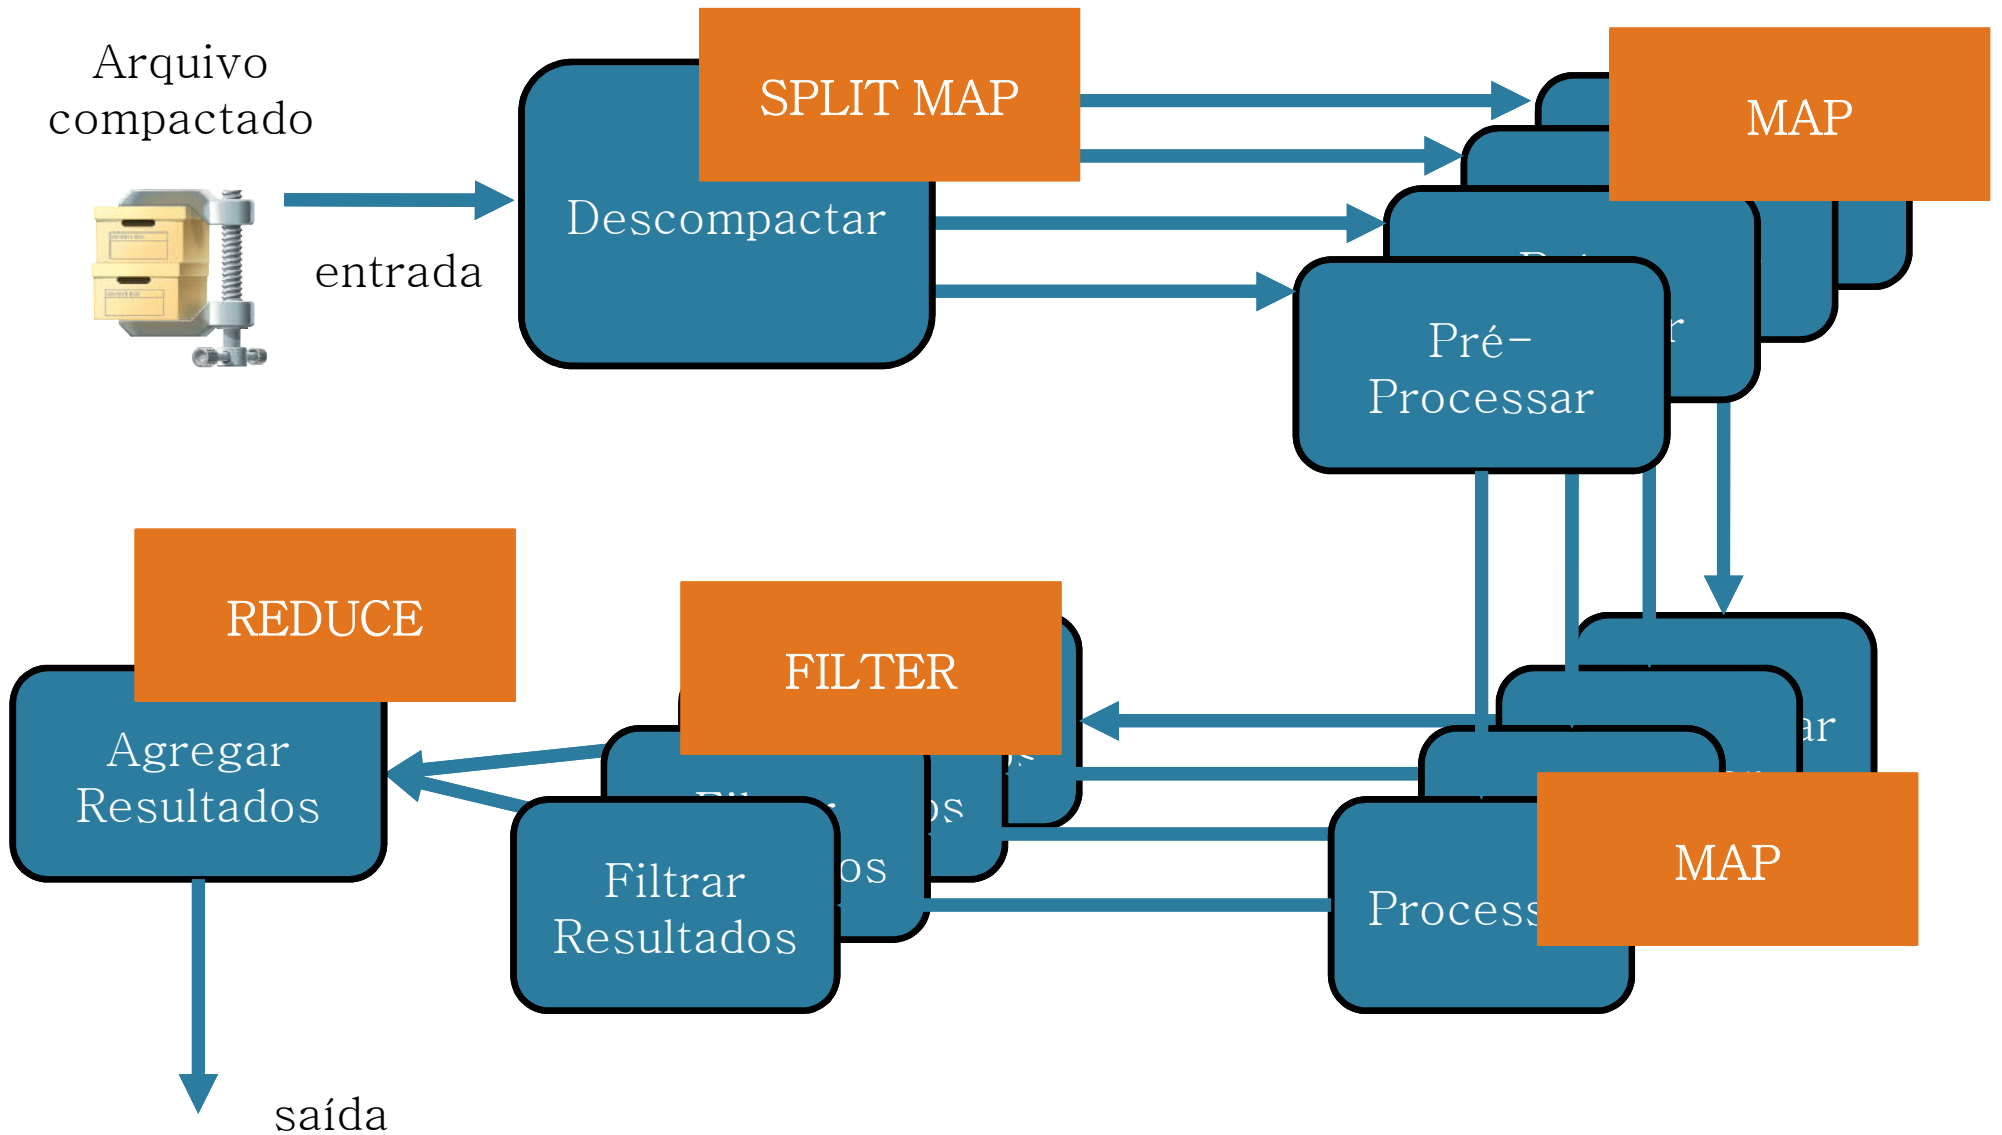 Arquivo
compactado
entrada
SPLIT MAP
Descompactar
MAP
Pré-
Processar
REDUCE
Agregar
Resultados
FILTER
Filtrar
Resultados
MAP
saída